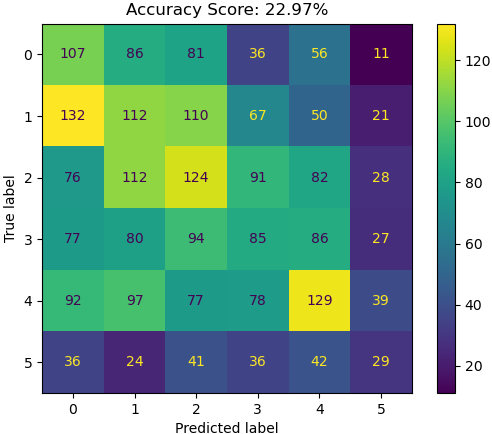 Accuracy Score: 22.97%
True label
0 107 86 81 36 56 11
1 132 112 110 67 50 21
2 76 112 124 91 82 28
3 77 80 94 85 86 27
4 92 97 77 78 129 39
5 36 24 41 36 42 29
0 1 2 3 4 5
Predicted label
120
100
80
60
40
20